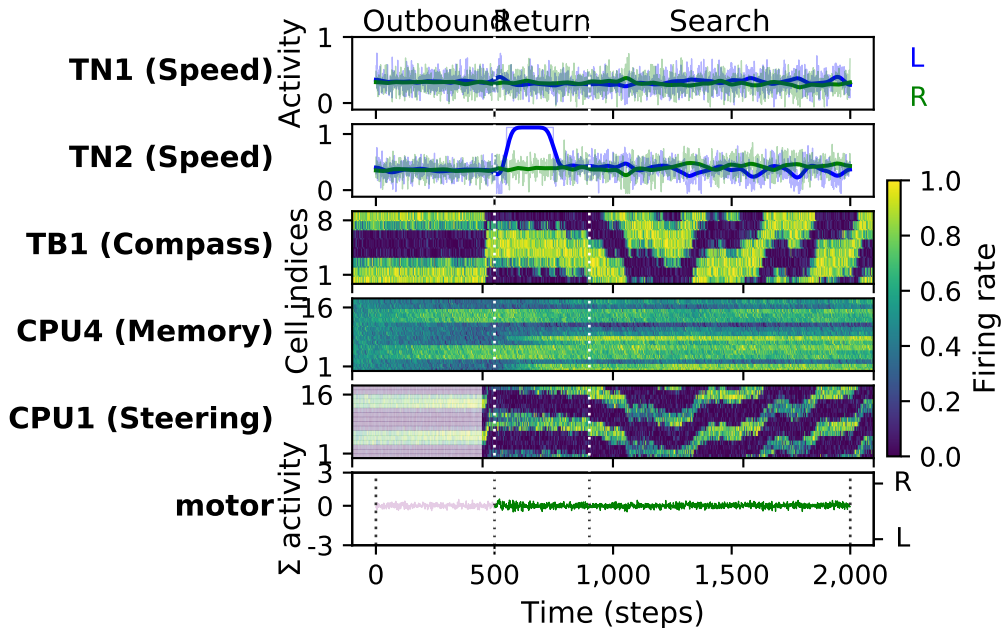 Outbound Return Search
TN1 (Speed)
Activity
1
0
L
R
TN2 (Speed)
1
0
TB1 (Compass)
8
1
Cell indices
CPU4 (Memory)
16
1
CPU1 (Steering)
16
1
1.0
0.8
0.6
0.4
0.2
0.0
Firing rate
motor
Σ activity
3
0
-3
R
L
0 500 1,000 1,500 2,000
Time (steps)